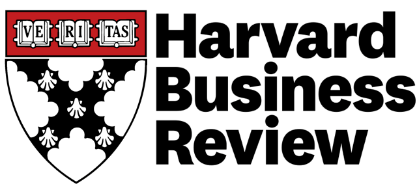 VE RI TAS
Harvard
Business
Review